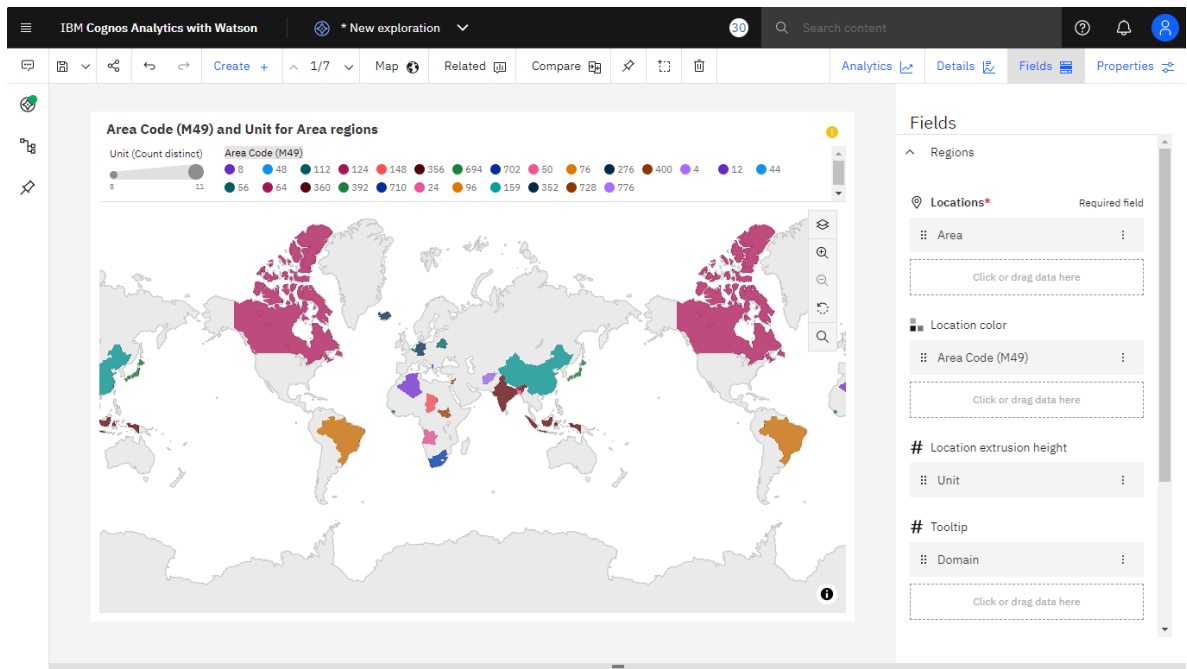 IBM Cognos Analytics with Watson
* New exploration
30
Search content
Create +
1/7
Map
Related
Compare
Analytics
Details
Fields
Properties
Area Code (M49) and Unit for Area regions
Unit (Count distinct)
8 11
Area Code (M49)
8 48 112 124 148 356 694 702 50 76 276 400 4 12 44
56 64 360 392 710 24 96 159 352 728 776
Fields
Regions
Locations* Required field
Area
Click or drag data here
Location color
Area Code (M49)
Click or drag data here
# Location extrusion height
Unit
# Tooltip
Domain
Click or drag data here